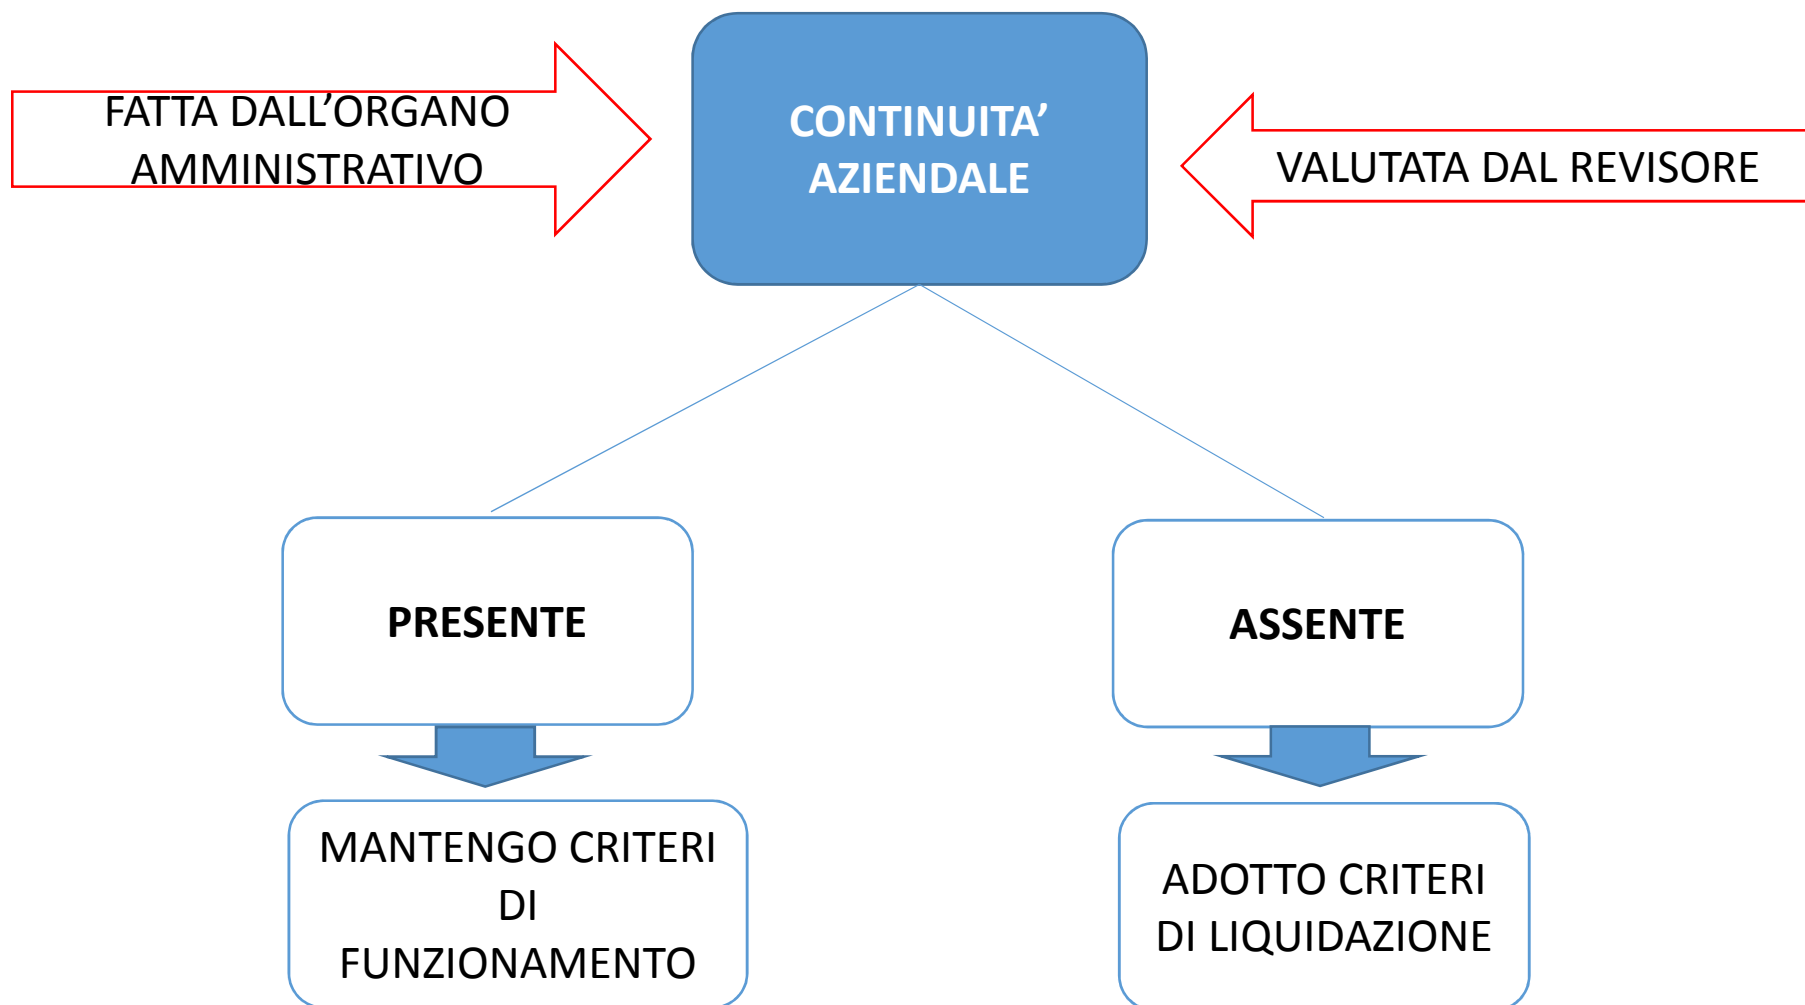 FATTA DALL’ORGANO
AMMINISTRATIVO
CONTINUITA’
AZIENDALE
VALUTATA DAL REVISORE
PRESENTE
ASSENTE
MANTENGO CRITERI
DI
FUNZIONAMENTO
ADOTTO CRITERI
DI LIQUIDAZIONE